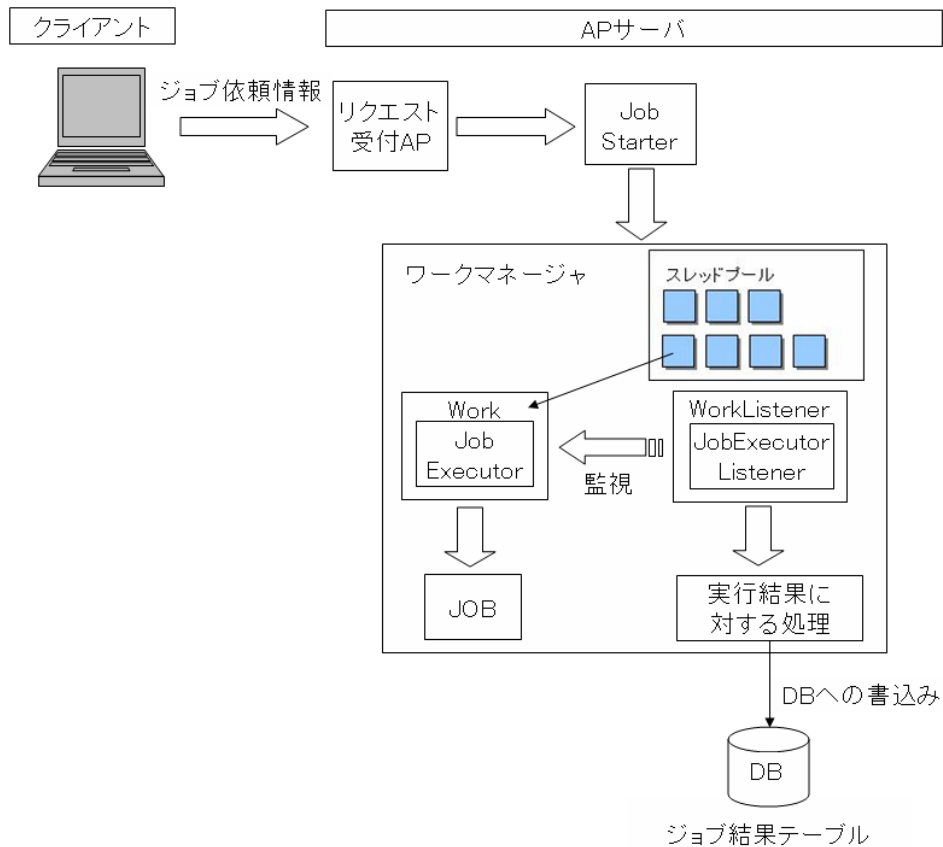 クライアント
APサーバ
ジョブ依頼情報
リクエスト
受付AP
Job
Starter
ワークマネージャ
スレッドプール
Work
Job
Executor
監視
WorkListener
JobExecutor
Listener
JOB
実行結果に
対する処理
DBへの書込み
DB
ジョブ結果テーブル